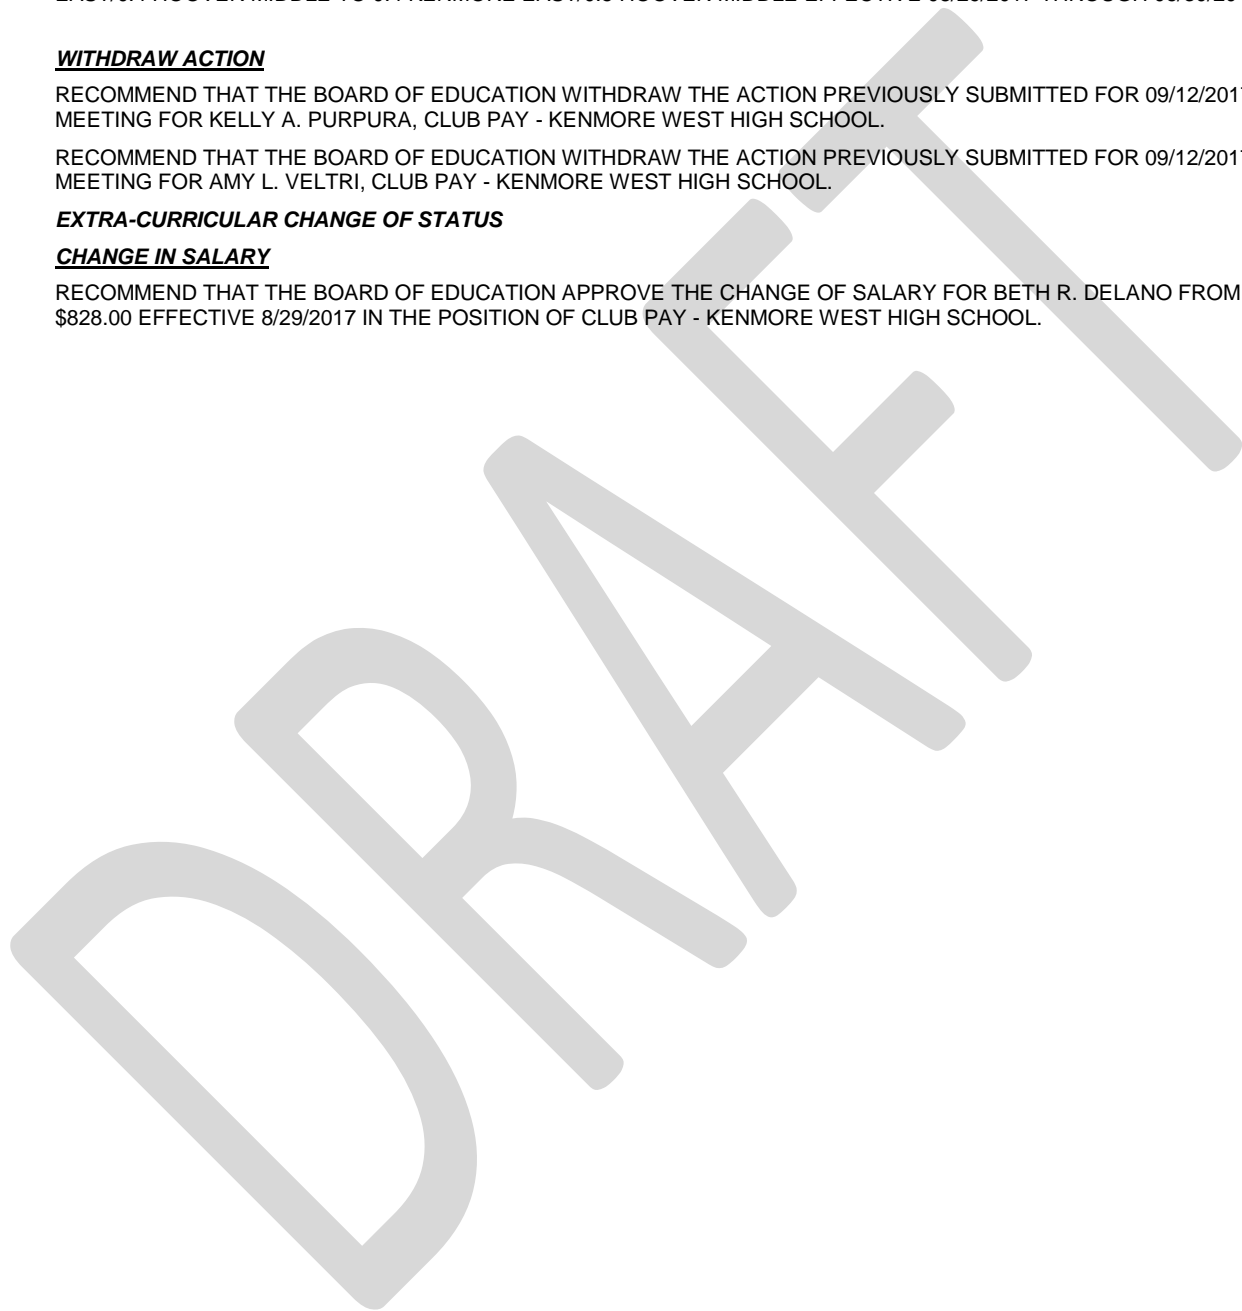 WITHDRAW ACTION
RECOMMEND THAT THE BOARD OF EDUCATION WITHDRAW THE ACTION PREVIOUSLY SUBMITTED FOR 09/12/2017
MEETING FOR KELLY A. PURPURA, CLUB PAY - KENMORE WEST HIGH SCHOOL.
RECOMMEND THAT THE BOARD OF EDUCATION WITHDRAW THE ACTION PREVIOUSLY SUBMITTED FOR 09/12/2017
MEETING FOR AMY L. VELTRI, CLUB PAY - KENMORE WEST HIGH SCHOOL.
EXTRA-CURRICULAR CHANGE OF STATUS
CHANGE IN SALARY
RECOMMEND THAT THE BOARD OF EDUCATION APPROVE THE CHANGE OF SALARY FOR BETH R. DELANO FROM
$828.00 EFFECTIVE 8/29/2017 IN THE POSITION OF CLUB PAY - KENMORE WEST HIGH SCHOOL.
DRAFT